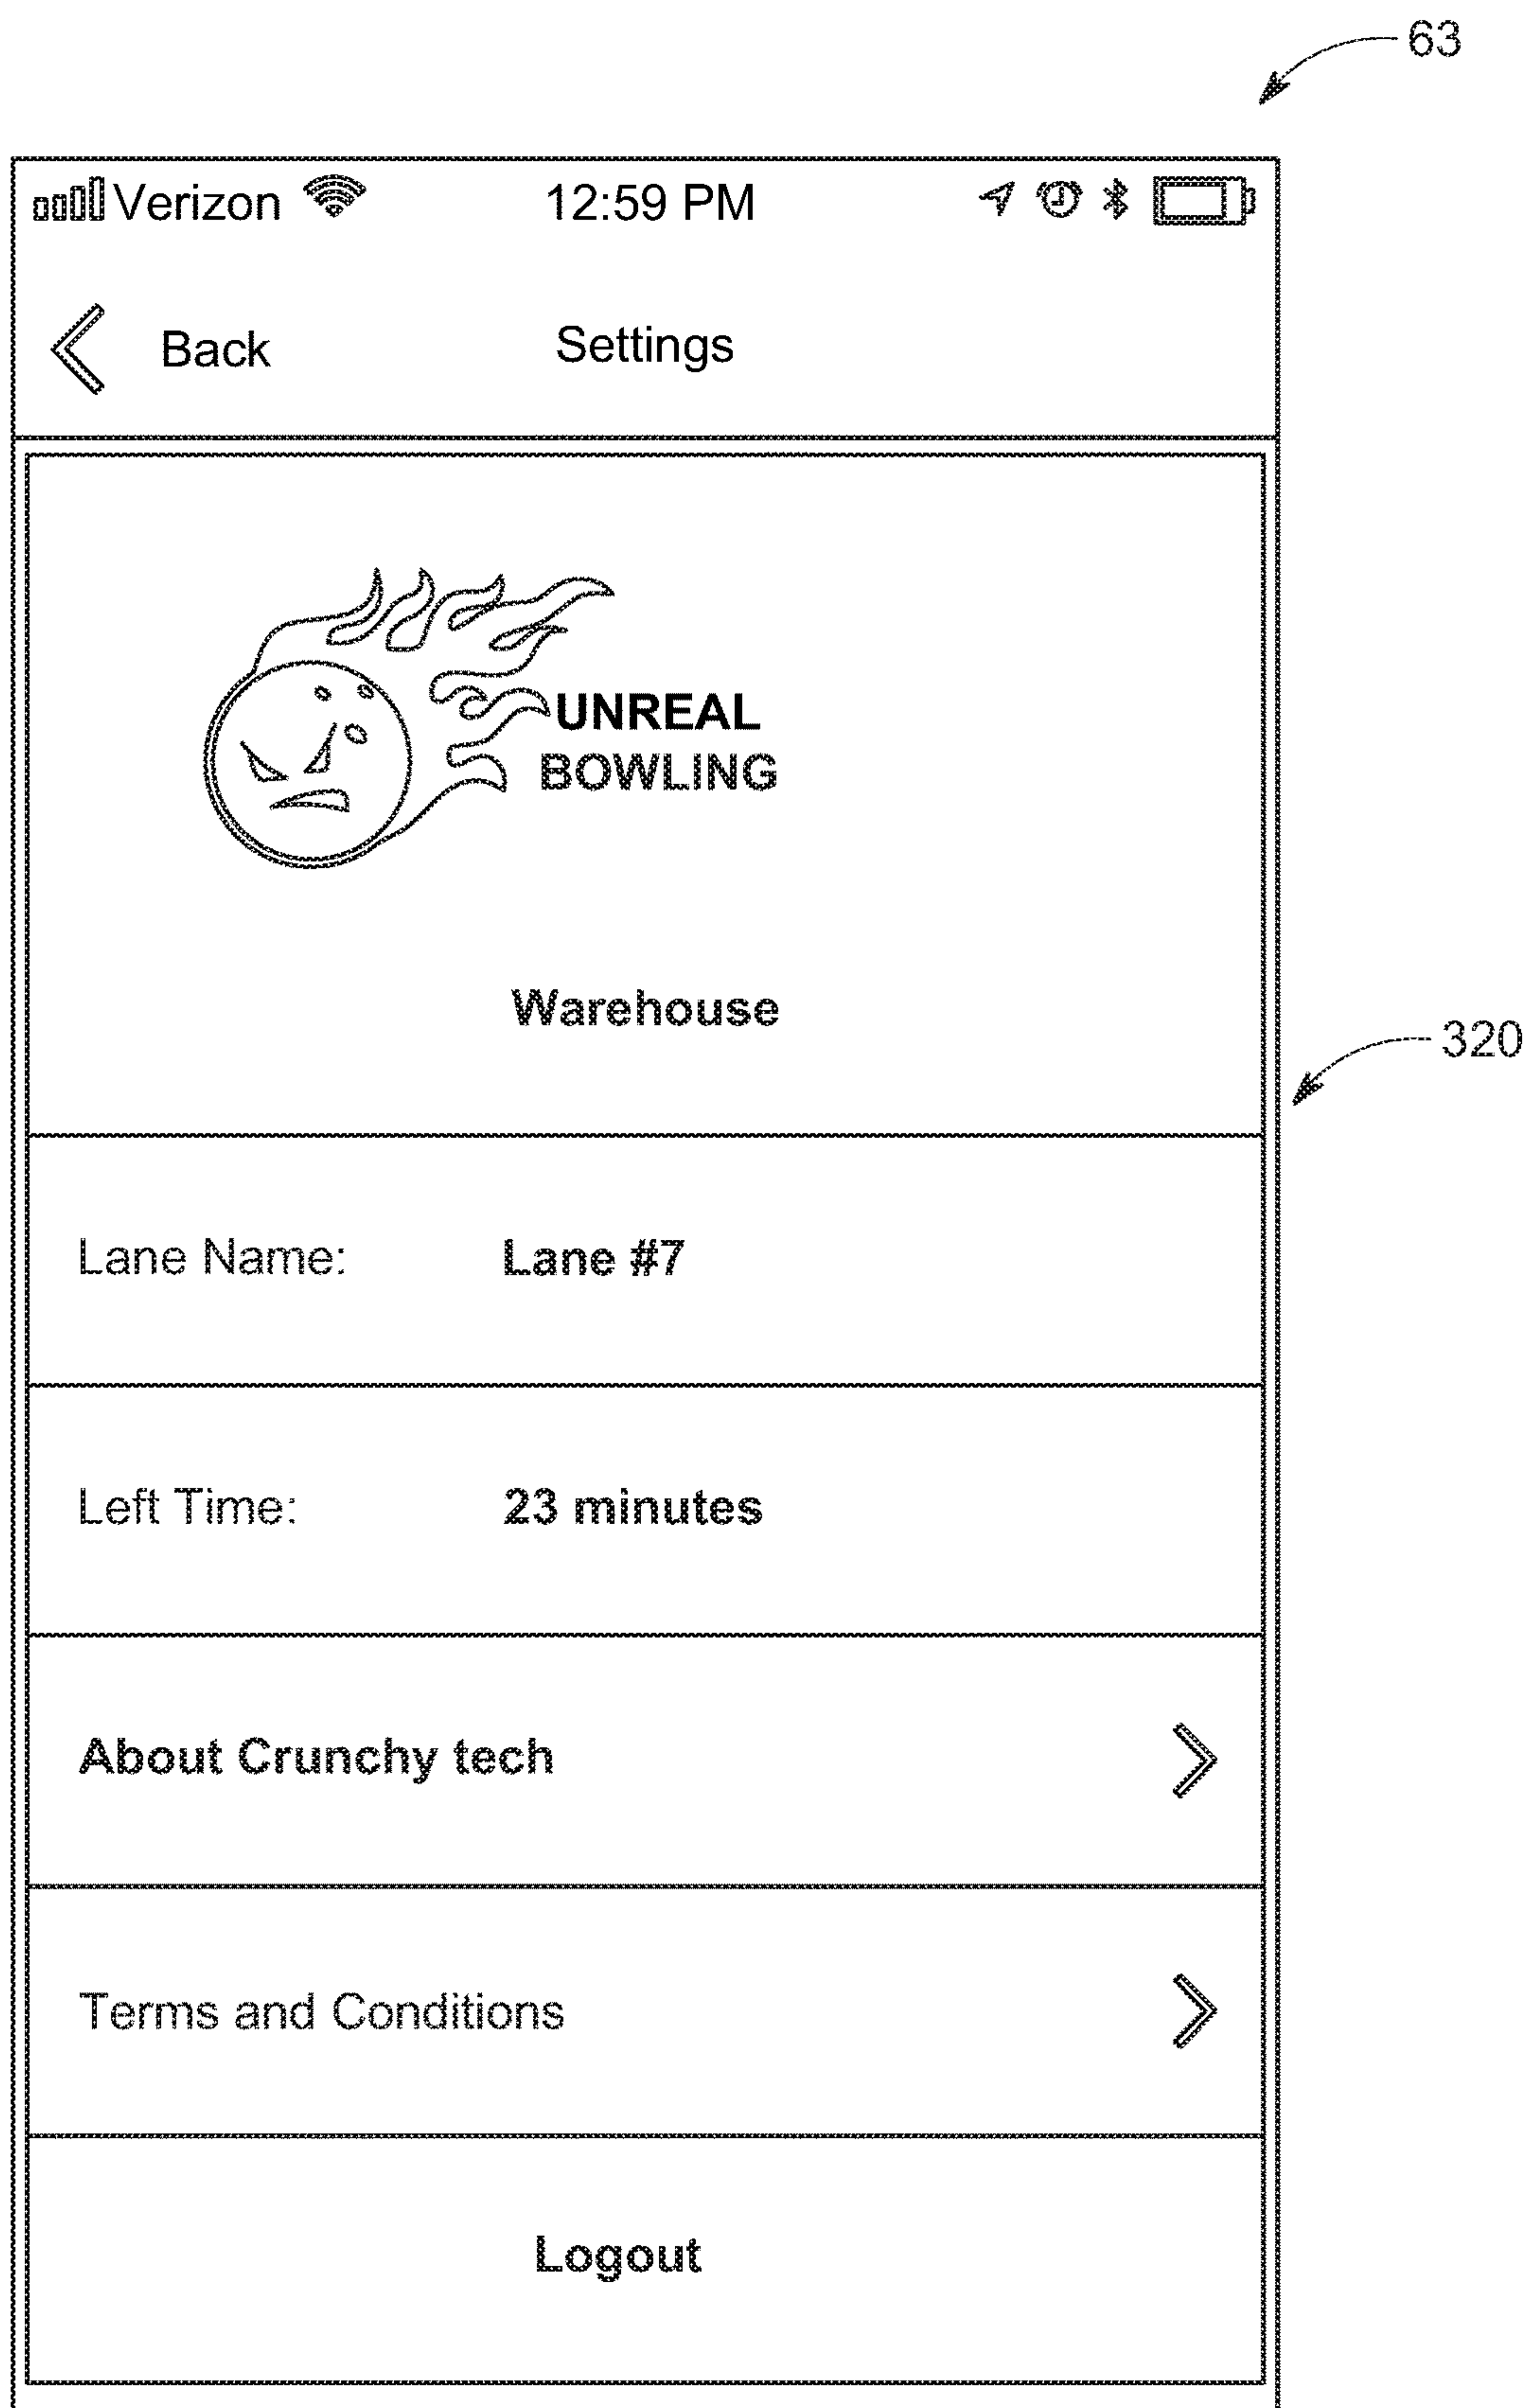 63
Verizon 12:59 PM
Back Settings
UNREAL
BOWLING
Warehouse
320
Lane Name: Lane #7
Left Time: 23 minutes
About Crunchy tech
Terms and Conditions
Logout